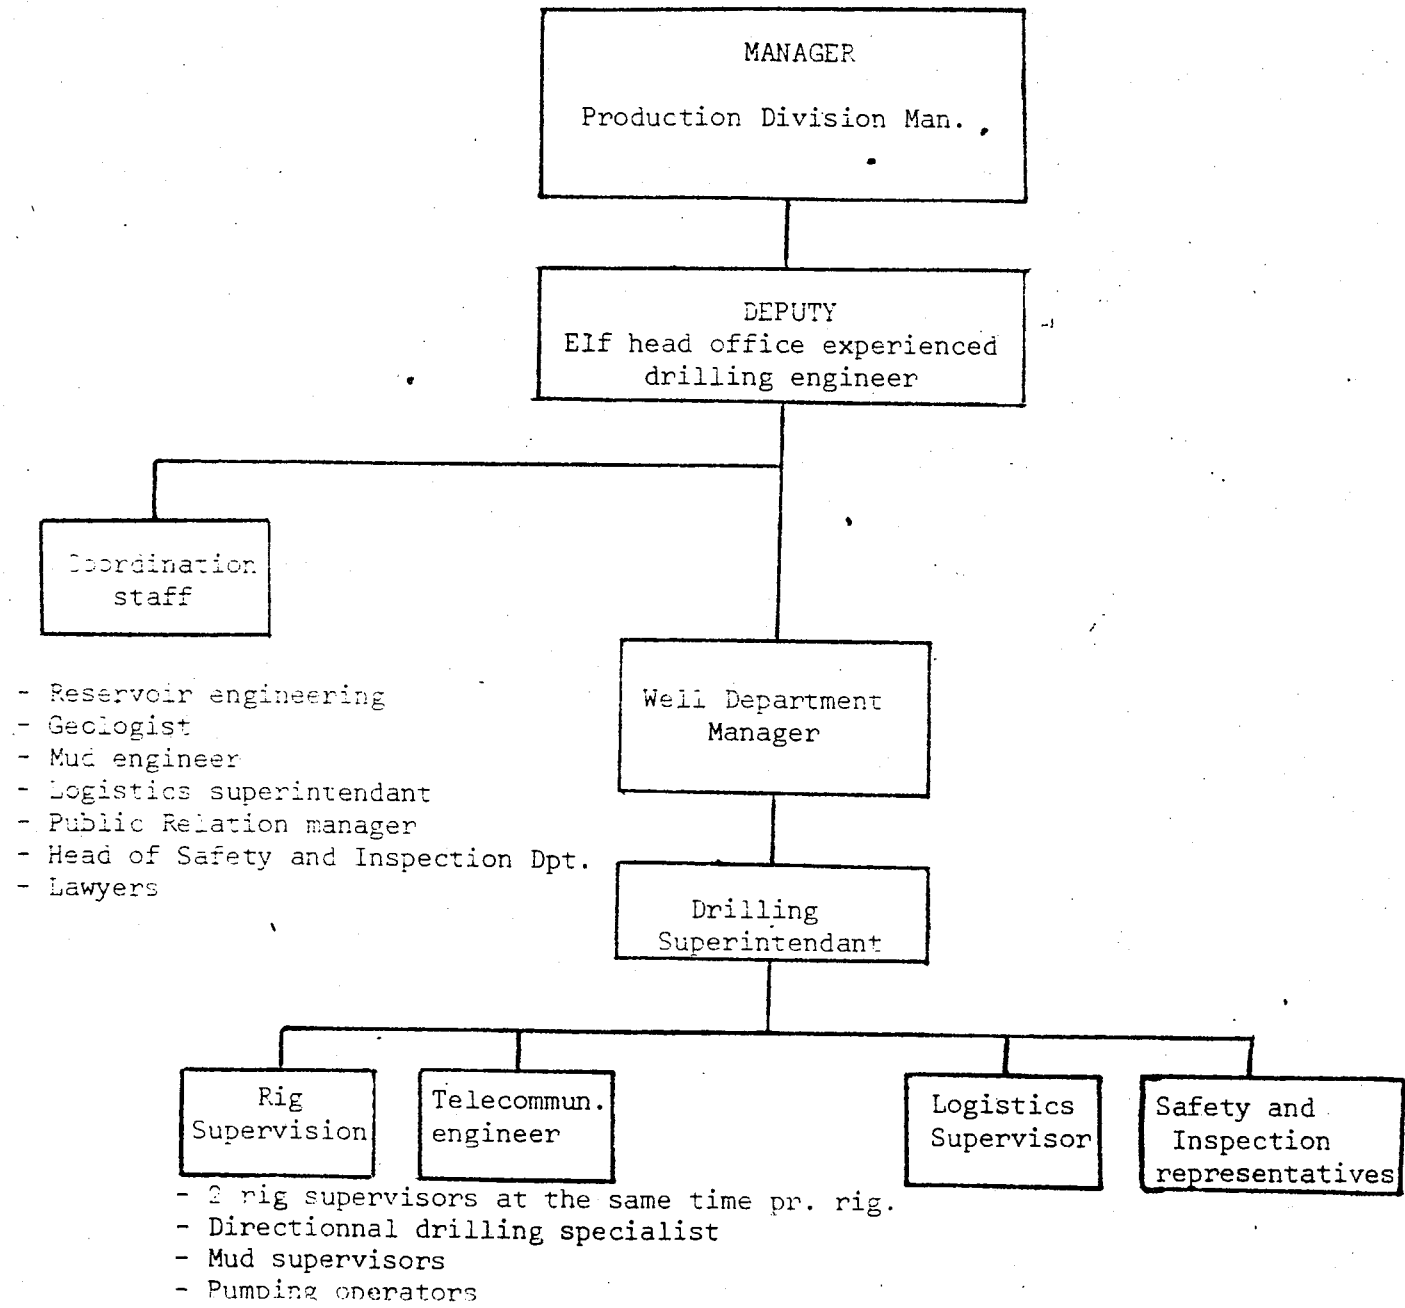 MANAGER
Production Division Man.
DEPUTY
Elf head office experienced
drilling engineer
Coordination
staff
- Reservoir engineering
- Geologist
- Mud engineer
- Logistics superintendant
- Public Relation manager
- Head of Safety and Inspection Dpt.
- Lawyers
Well Department
Manager
Drilling
Superintendant
Rig
Supervision
Telecommun.
engineer
Logistics
Supervisor
Safety and
Inspection
representatives
- 2 rig supervisors at the same time pr. rig.
- Directionnal drilling specialist
- Mud supervisors
- Pumping operators